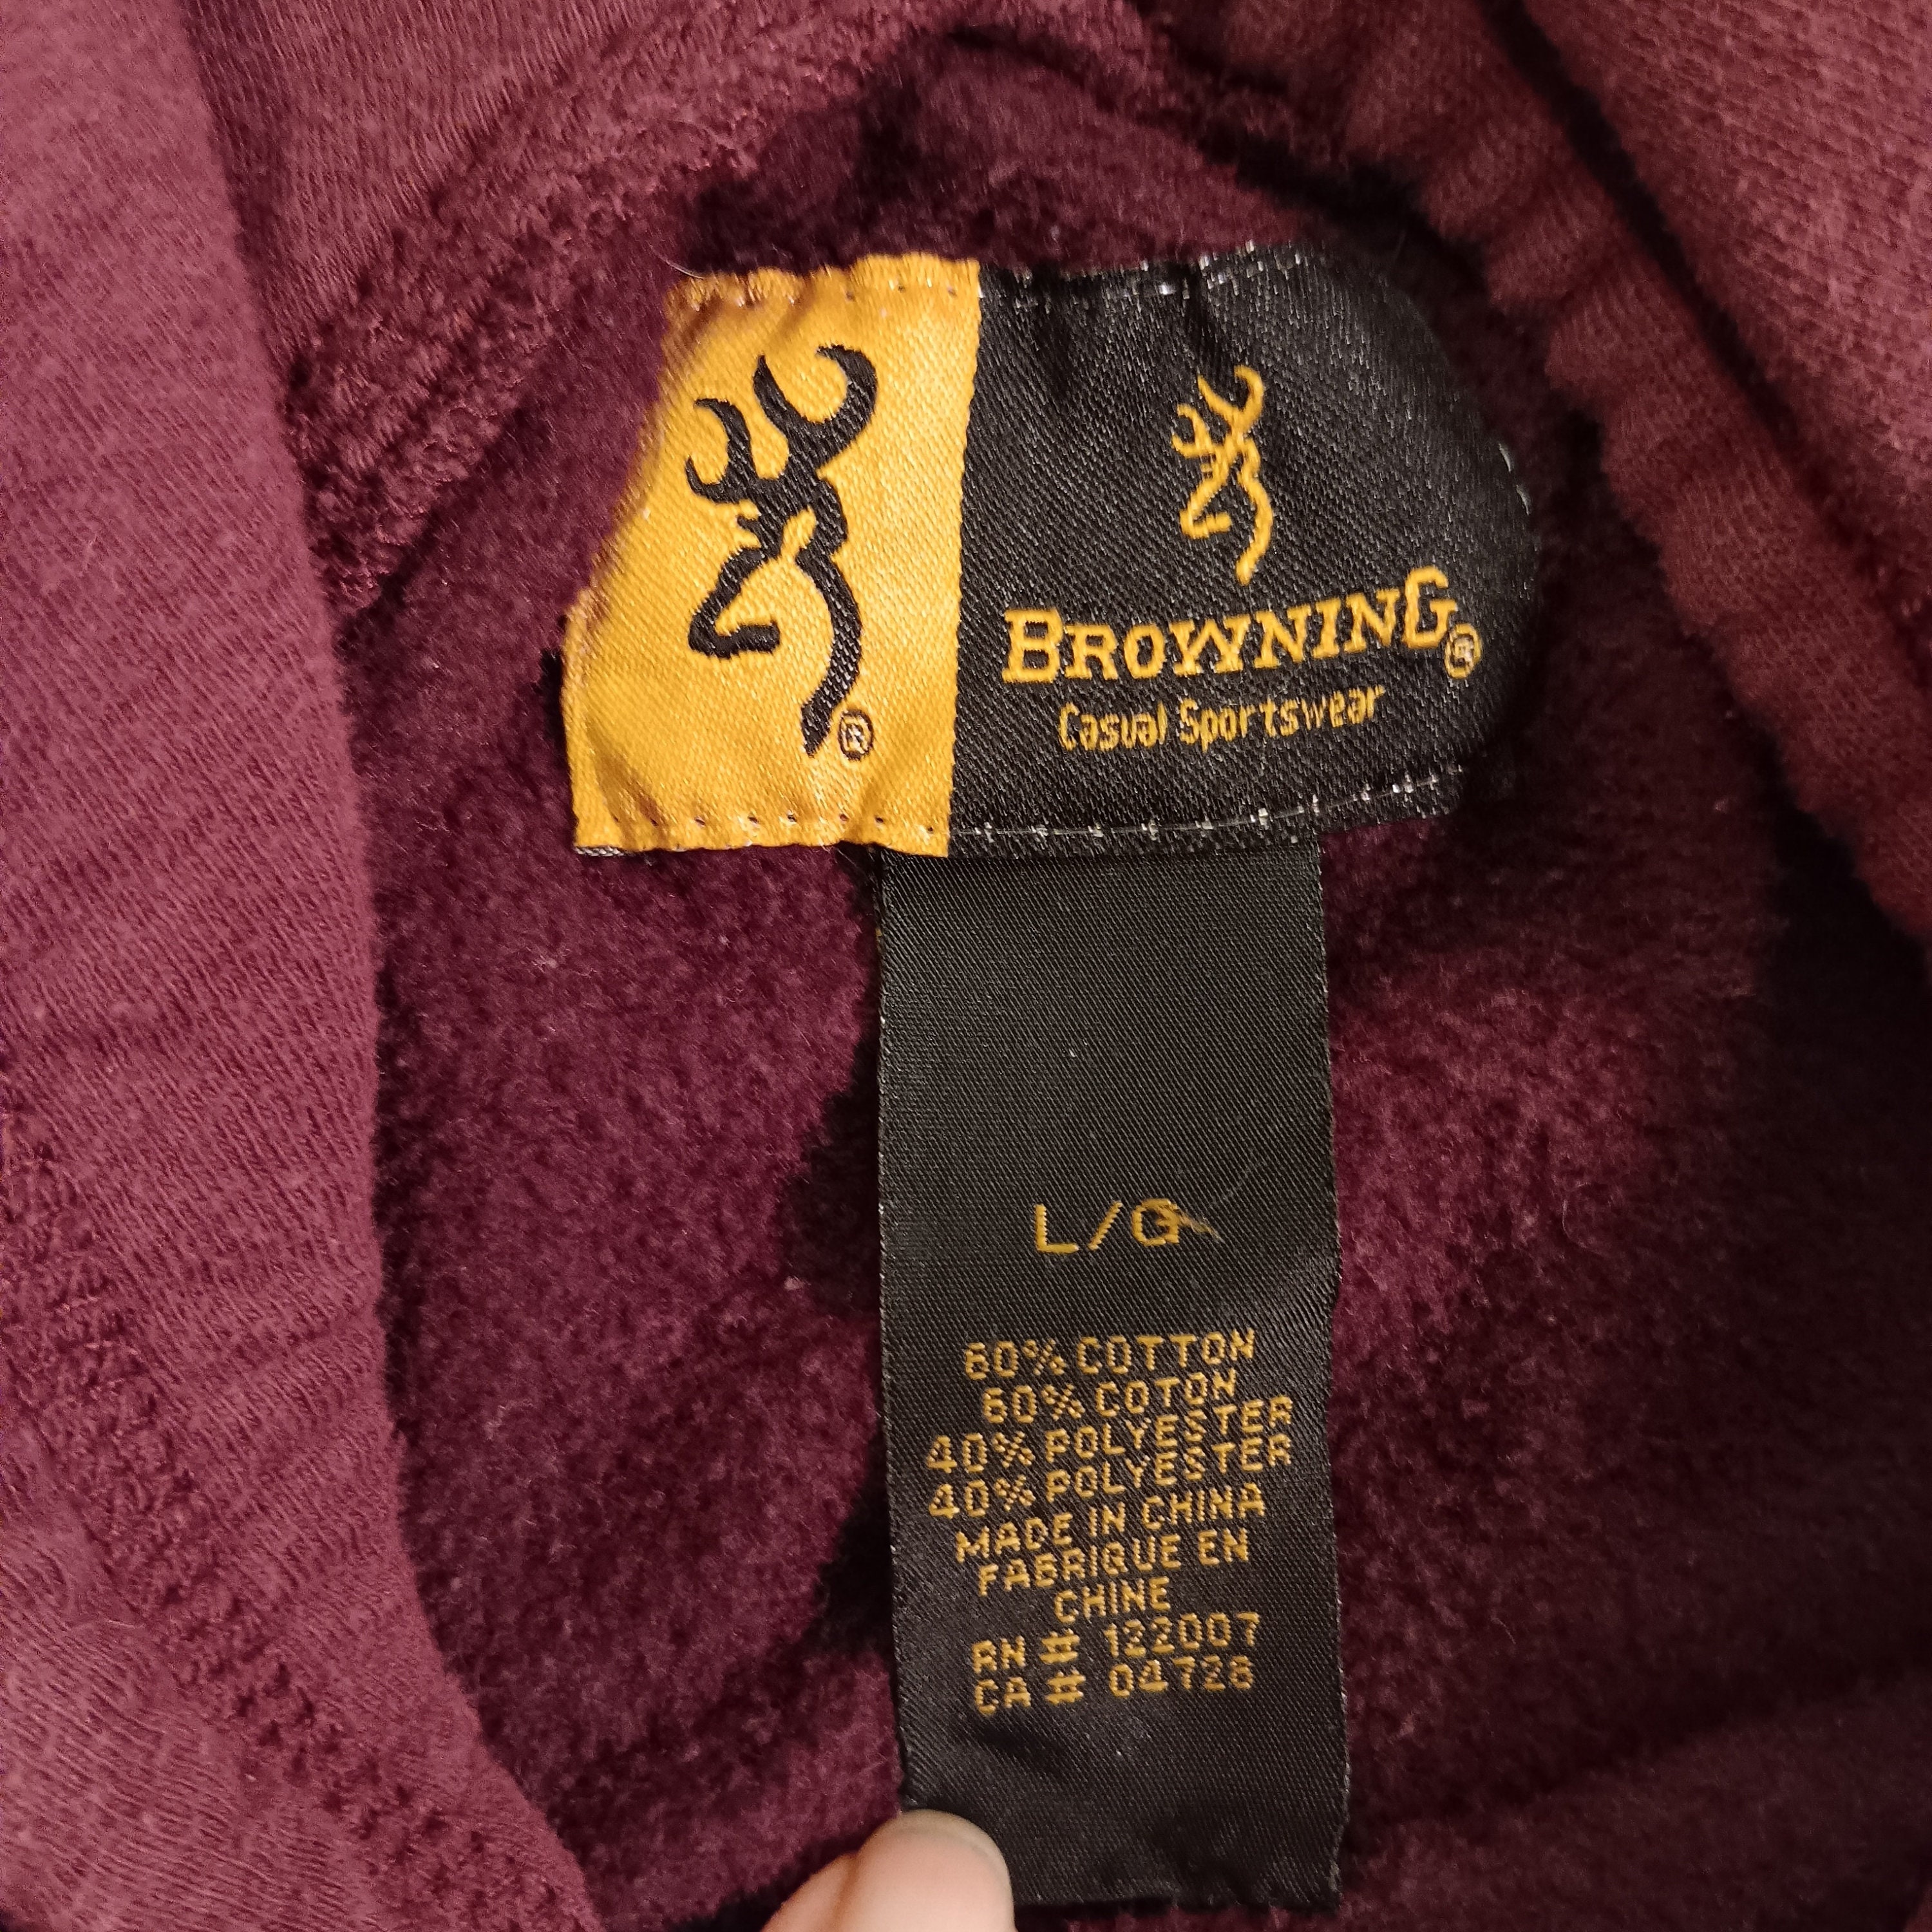 ®
BROWNING®
Casual Sportswear
L/G
60% COTTON
60% COTON
40% POLYESTER
40% POLYESTER
MADE IN CHINA
FABRIQUE EN
CHINE
RN # 122007
CA # 04726